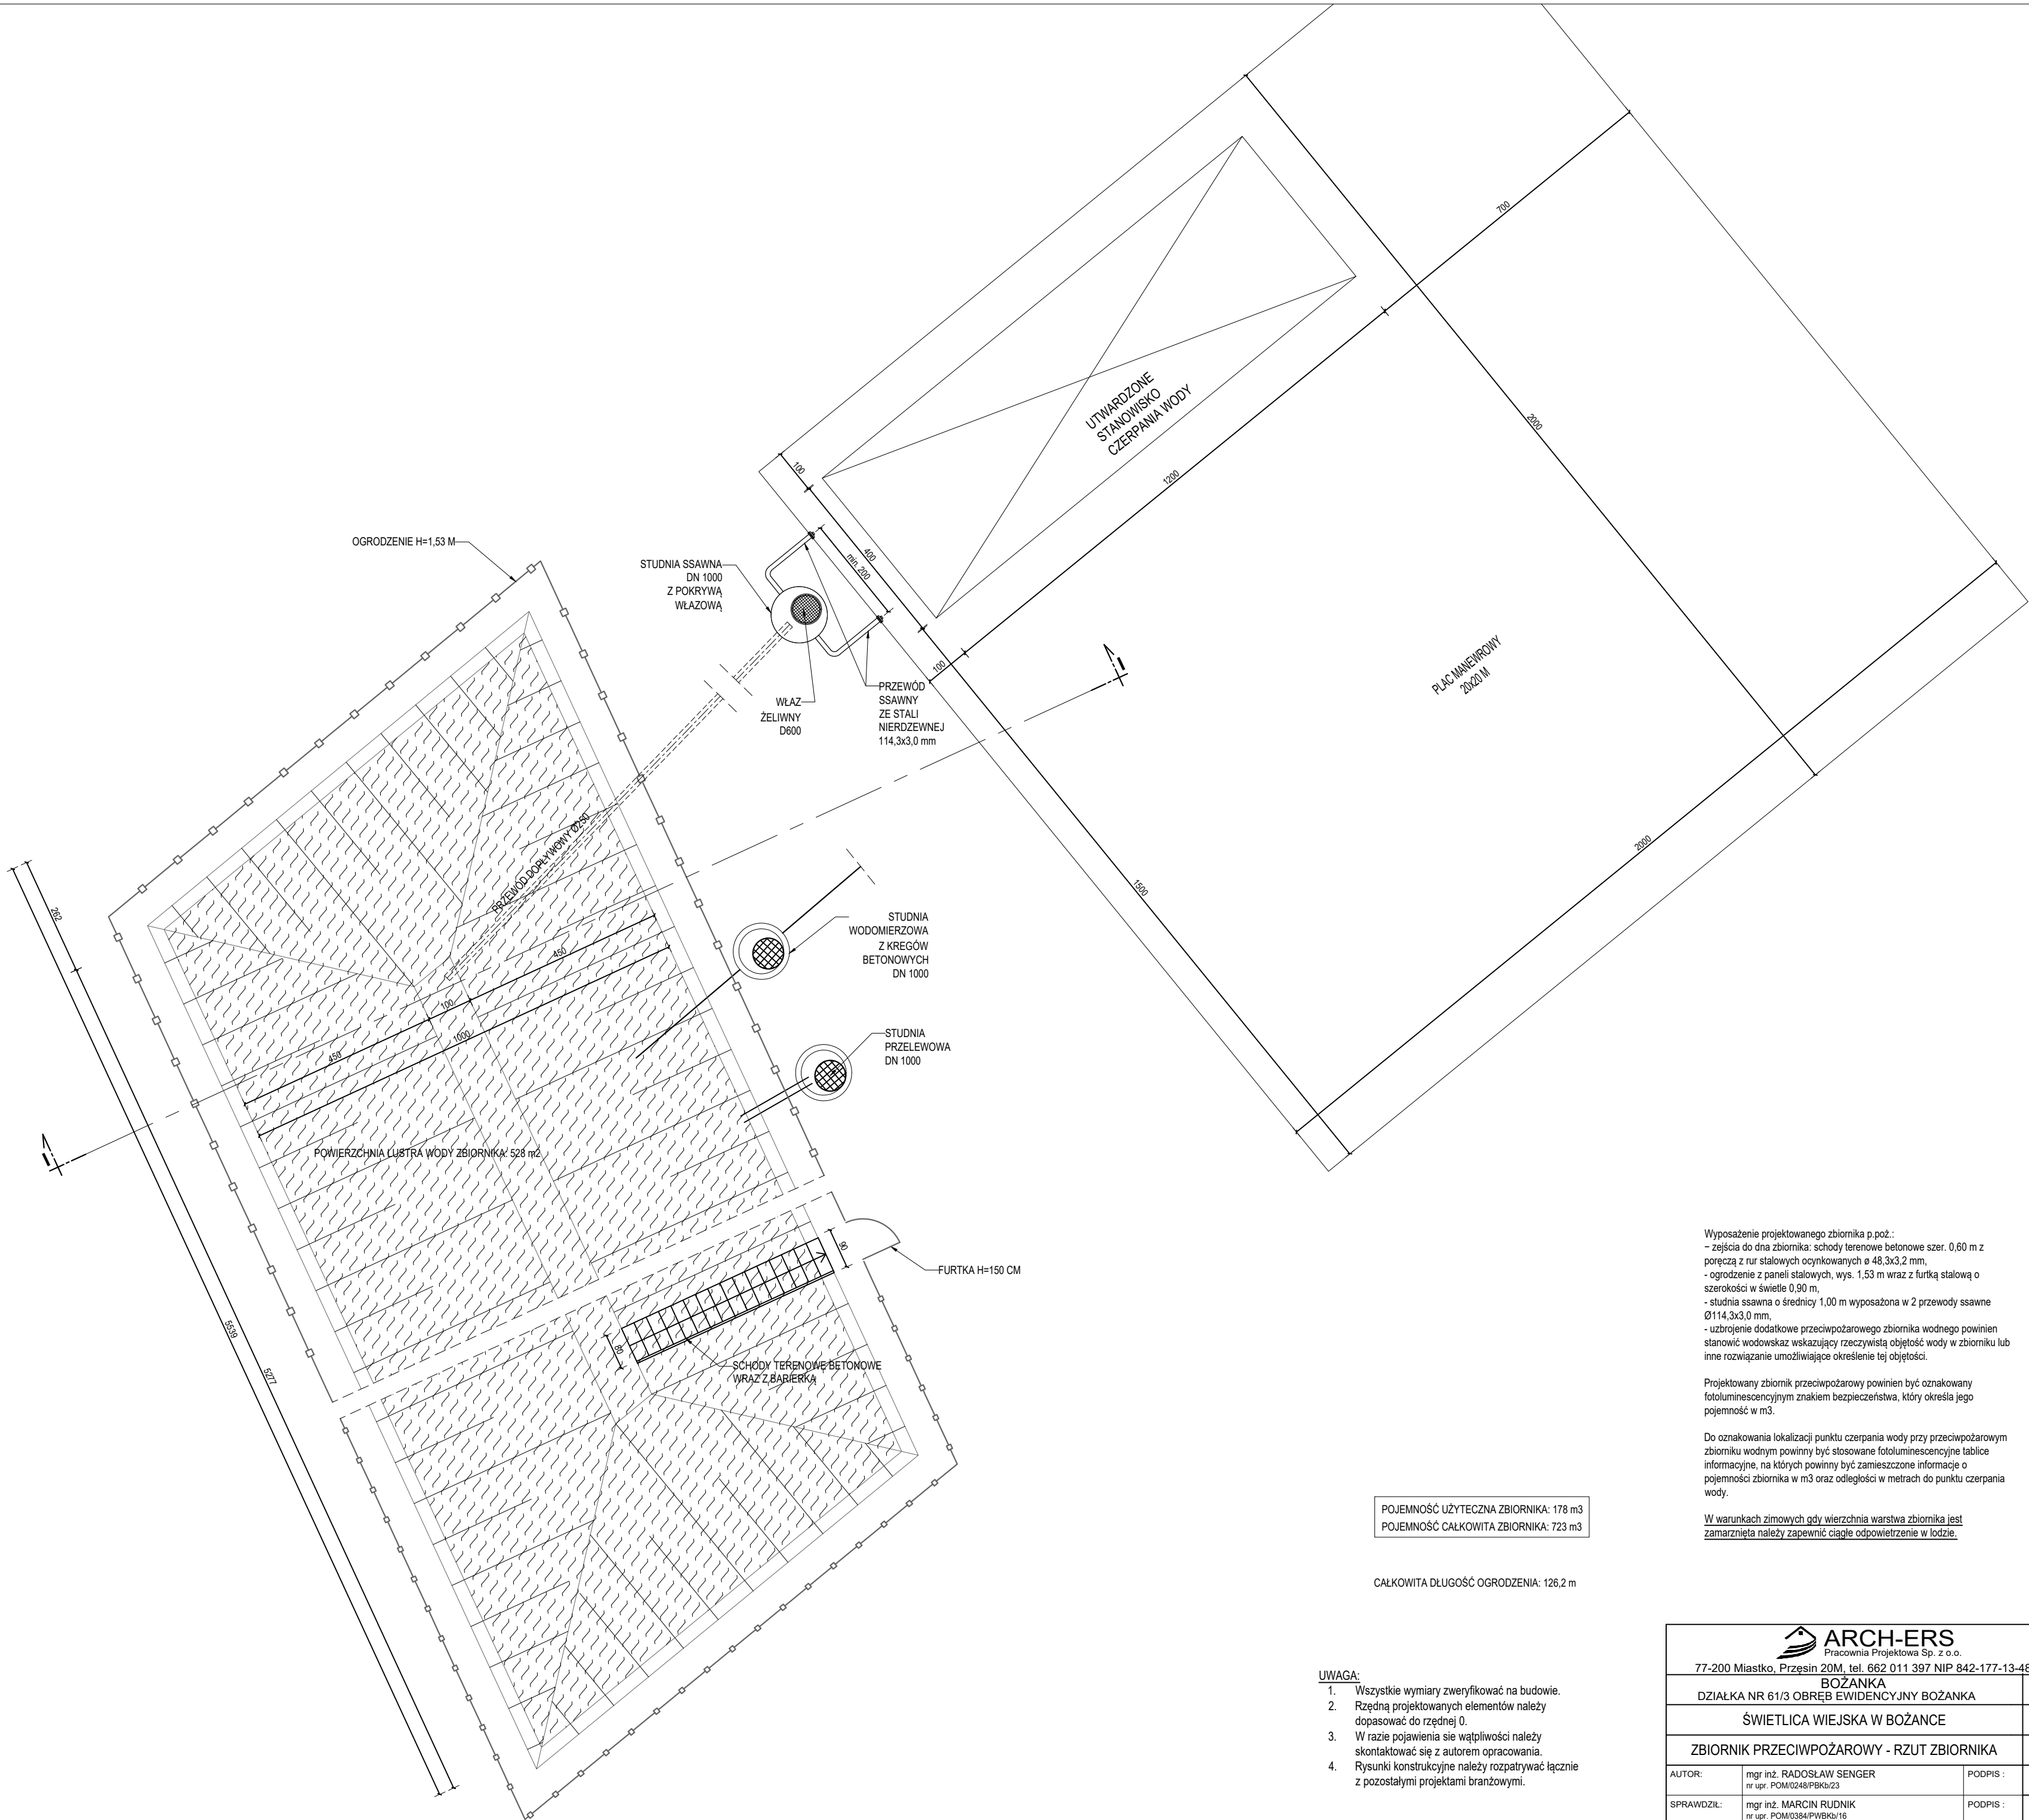 700
UTWARDZONE
STANOWISKO
CZERPANIA WODY
2000
1200
100
400
min. 200
OGRODZENIE H=1,53 M
STUDNIA SSAWNA
DN 1000
Z POKRYWĄ
WŁAZOWĄ
100
PLAC MANEWROWY
20x20 M
WŁAZ
ŻELIWNY
D600
PRZEWÓD
SSAWNY
ZE STALI
NIERDZEWNEJ
114,3x3,0 mm
PRZEWÓD DOPŁYWOWY Ø250
2000
1500
262
STUDNIA
WODOMIERZOWA
Z KREGÓW
BETONOWYCH
DN 1000
450
100
1000
450
STUDNIA
PRZELEWOWA
DN 1000
I
I
POWIERZCHNIA LUSTRA WODY ZBIORNIKA: 528 m2
90
FURTKA H=150 CM
80
SCHODY TERENOWE BETONOWE
WRAZ Z BARIERKĄ
5539
5277
Wyposażenie projektowanego zbiornika p.poż.:
− zejścia do dna zbiornika: schody terenowe betonowe szer. 0,60 m z
poręczą z rur stalowych ocynkowanych ø 48,3x3,2 mm,
- ogrodzenie z paneli stalowych, wys. 1,53 m wraz z furtką stalową o
szerokości w świetle 0,90 m,
- studnia ssawna o średnicy 1,00 m wyposażona w 2 przewody ssawne
Ø114,3x3,0 mm,
- uzbrojenie dodatkowe przeciwpożarowego zbiornika wodnego powinien
stanowić wodowskaz wskazujący rzeczywistą objętość wody w zbiorniku lub
inne rozwiązanie umożliwiające określenie tej objętości.
Projektowany zbiornik przeciwpożarowy powinien być oznakowany
fotoluminescencyjnym znakiem bezpieczeństwa, który określa jego
pojemność w m3.
Do oznakowania lokalizacji punktu czerpania wody przy przeciwpożarowym
zbiorniku wodnym powinny być stosowane fotoluminescencyjne tablice
informacyjne, na których powinny być zamieszczone informacje o
pojemności zbiornika w m3 oraz odległości w metrach do punktu czerpania
wody.
W warunkach zimowych gdy wierzchnia warstwa zbiornika jest
zamarznięta należy zapewnić ciągłe odpowietrzenie w lodzie.
POJEMNOŚĆ UŻYTECZNA ZBIORNIKA: 178 m3
POJEMNOŚĆ CAŁKOWITA ZBIORNIKA: 723 m3
CAŁKOWITA DŁUGOŚĆ OGRODZENIA: 126,2 m
UWAGA:
1. Wszystkie wymiary zweryfikować na budowie.
2. Rzędną projektowanych elementów należy
dopasować do rzędnej 0.
3. W razie pojawienia sie wątpliwości należy
skontaktować się z autorem opracowania.
4. Rysunki konstrukcyjne należy rozpatrywać łącznie
z pozostałymi projektami branżowymi.
ARCH-ERS
Pracownia Projektowa Sp. z o.o.
77-200 Miastko, Przęsin 20M, tel. 662 011 397 NIP 842-177-13-48
BOŻANKA
DZIAŁKA NR 61/3 OBRĘB EWIDENCYJNY BOŻANKA
ŚWIETLICA WIEJSKA W BOŻANCE
ZBIORNIK PRZECIWPOŻAROWY - RZUT ZBIORNIKA
AUTOR: mgr inż. RADOSŁAW SENGER PODPIS :
nr upr. POM/0248/PBKb/23
SPRAWDZIŁ: mgr inż. MARCIN RUDNIK PODPIS :
nr upr. POM/0384/PWBKb/16